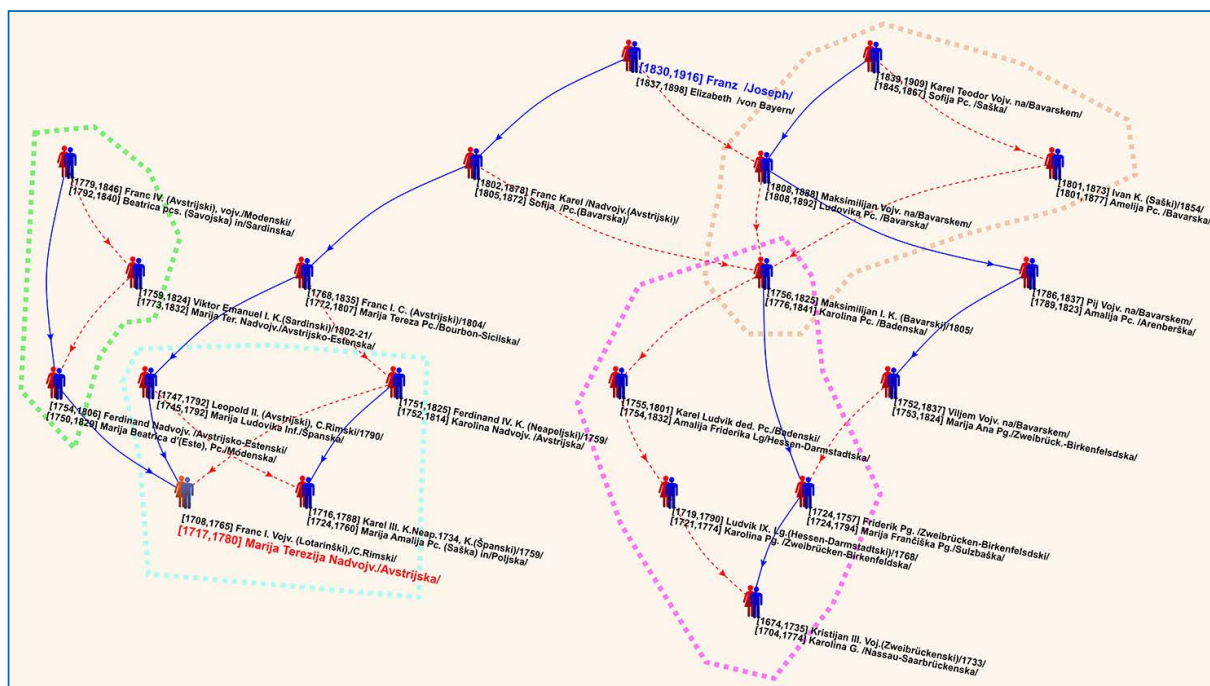 [1830,1916] Franz /Joseph/
[1837,1898] Elizabeth /von Bayern/
[1839,1909] Karel Teodor Vojv. na/Bavarskem/
[1845,1867] Sofija Pc. /Saška/
[1779,1846] Franc IV. (Avstrijski), vojv./Modenski/
[1792,1840] Beatrica pcs. (Savojska) in/Sardinska/
[1802,1878] Franc Karel /Nadvojv.(Avstrijski)/
[1805,1872] Sofija /Pc.(Bavarska)/
[1808,1888] Maksimilijan Vojv. na/Bavarskem/
[1808,1892] Ludovika Pc. /Bavarska/
[1801,1873] Ivan K. (Saški)/1854/
[1801,1877] Amelija Pc. /Bavarska/
[1759,1824] Viktor Emanuel I. K.(Sardinski)/1802-21/
[1773,1832] Marija Ter. Nadvojv./Avstrijsko-Estenska/
[1768,1835] Franc I. C. (Avstrijski)/1804/
[1772,1807] Marija Tereza Pc./Bourbon-Sicilska/
[1756,1825] Maksimilijan I. K. (Bavarski)/1805/
[1776,1841] Karolina Pc. /Badenska/
[1786,1837] Pij Vojv. na/Bavarskem/
[1789,1823] Amalija Pc. /Arenberška/
[1754,1806] Ferdinand Nadvojv. /Avstrijsko-Estenski/
[1750,1829] Marija Beatrica d'(Este), Pc./Modenska/
[1747,1792] Leopold II. (Avstrijski), C.Rimski/1790/
[1745,1792] Marija Ludovika Inf./Španska/
[1751,1825] Ferdinand IV. K. (Neapeljski)/1759/
[1752,1814] Karolina Nadvojv. /Avstrijska/
[1755,1801] Karel Ludvik ded. Pc./Badenski/
[1754,1832] Amalija Friderika Lg/Hessen-Darmstadtska/
[1752,1837] Viljem Vojv. na/Bavarskem/
[1753,1824] Marija Ana Pg./Zweibrück.-Birkenfelsdska/
[1708,1765] Franc I. Vojv. (Lotarinški),/C.Rimski/
[1717,1780] Marija Terezija Nadvojv./Avstrijska/
[1716,1788] Karel III. K.Neap.1734, K.(Španski)/1759/
[1724,1760] Marija Amalija Pc. (Saška) in/Poljska/
[1719,1790] Ludvik IX. Lg.(Hessen-Darmstadtski)/1768/
[1721,1774] Karolina Pg. /Zweibrücken-Birkenfeldska/
[1724,1757] Friderik Pg. /Zweibrücken-Birkenfelsdski/
[1724,1794] Marija Frančiška Pg./Sulzbaška/
[1674,1735] Kristijan III. Voj.(Zweibrückenski)/1733/
[1704,1774] Karolina G. /Nassau-Saarbrückenska/